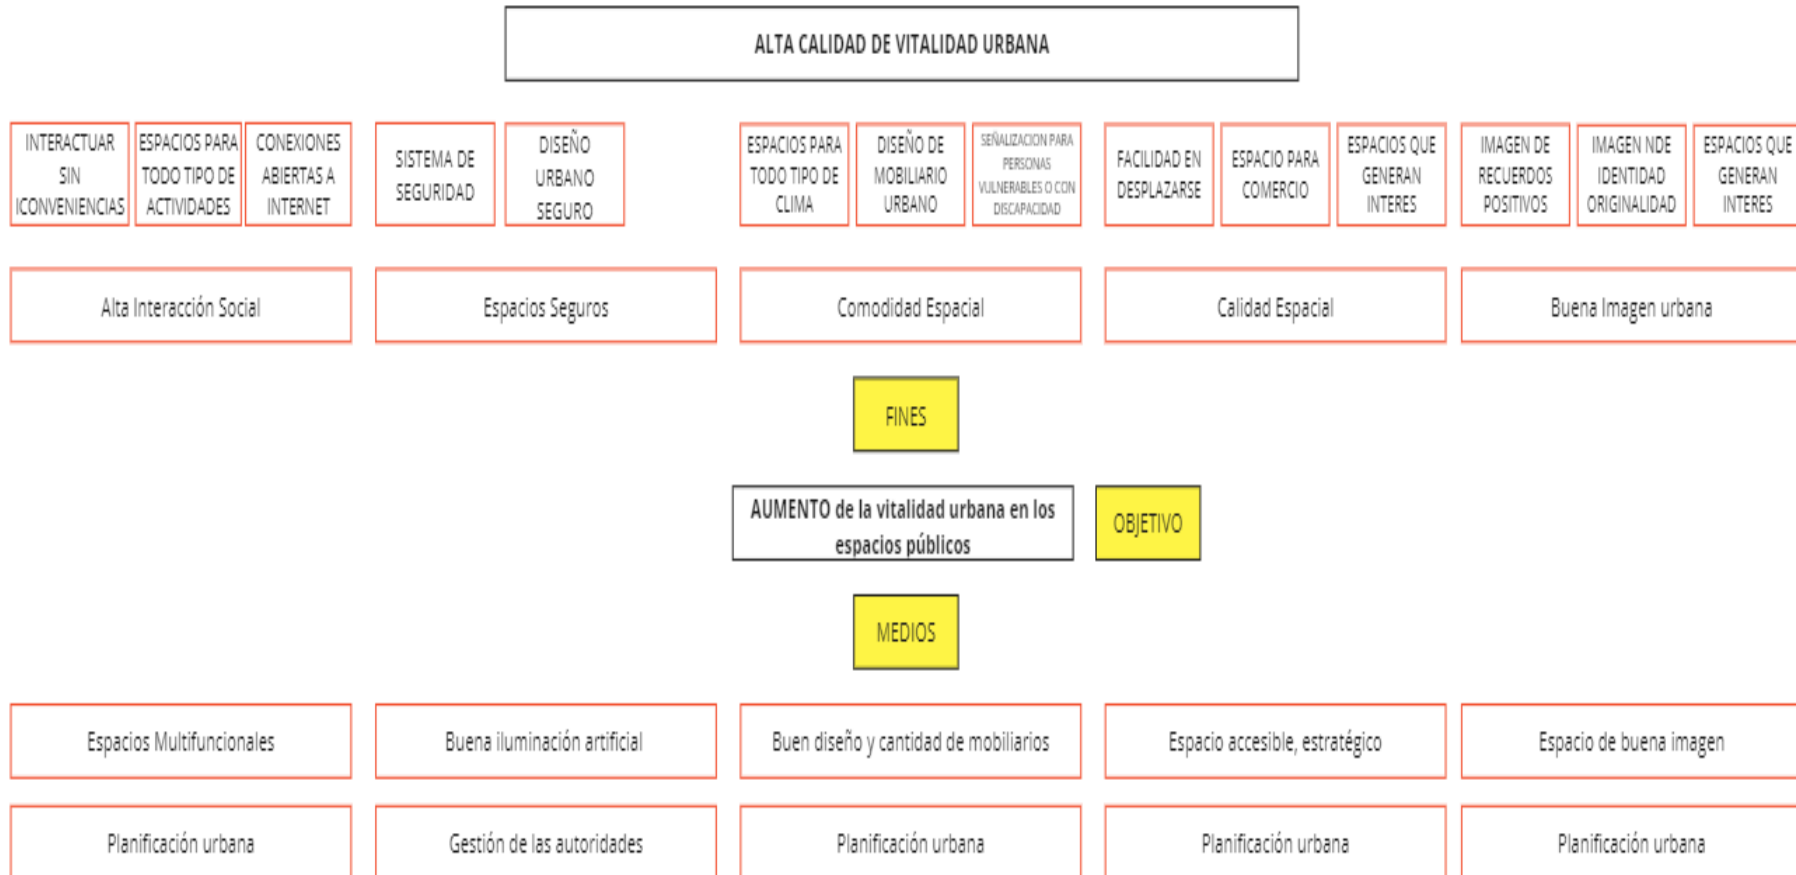 ALTA CALIDAD DE VITALIDAD URBANA
INTERACTUAR
SIN
ICONVENIENCIAS
ESPACIOS PARA
TODO TIPO DE
ACTIVIDADES
CONEXIONES
ABIERTAS A
INTERNET
SISTEMA DE
SEGURIDAD
DISEÑO
URBANO
SEGURO
ESPACIOS PARA
TODO TIPO DE
CLIMA
DISEÑO DE
MOBILIARIO
URBANO
SEÑALIZACION PARA
PERSONAS
VULNERABLES O CON
DISCAPACIDAD
FACILIDAD EN
DESPLAZARSE
ESPACIO PARA
COMERCIO
ESPACIOS QUE
GENERAN
INTERES
IMAGEN DE
RECUERDOS
POSITIVOS
IMAGEN NDE
IDENTIDAD
ORIGINALIDAD
ESPACIOS QUE
GENERAN
INTERES
Alta Interacción Social
Espacios Seguros
Comodidad Espacial
Calidad Espacial
Buena Imagen urbana
FINES
AUMENTO de la vitalidad urbana en los
espacios públicos
OBJETIVO
MEDIOS
Espacios Multifuncionales
Buena iluminación artificial
Buen diseño y cantidad de mobiliarios
Espacio accesible, estratégico
Espacio de buena imagen
Planificación urbana
Gestión de las autoridades
Planificación urbana
Planificación urbana
Planificación urbana